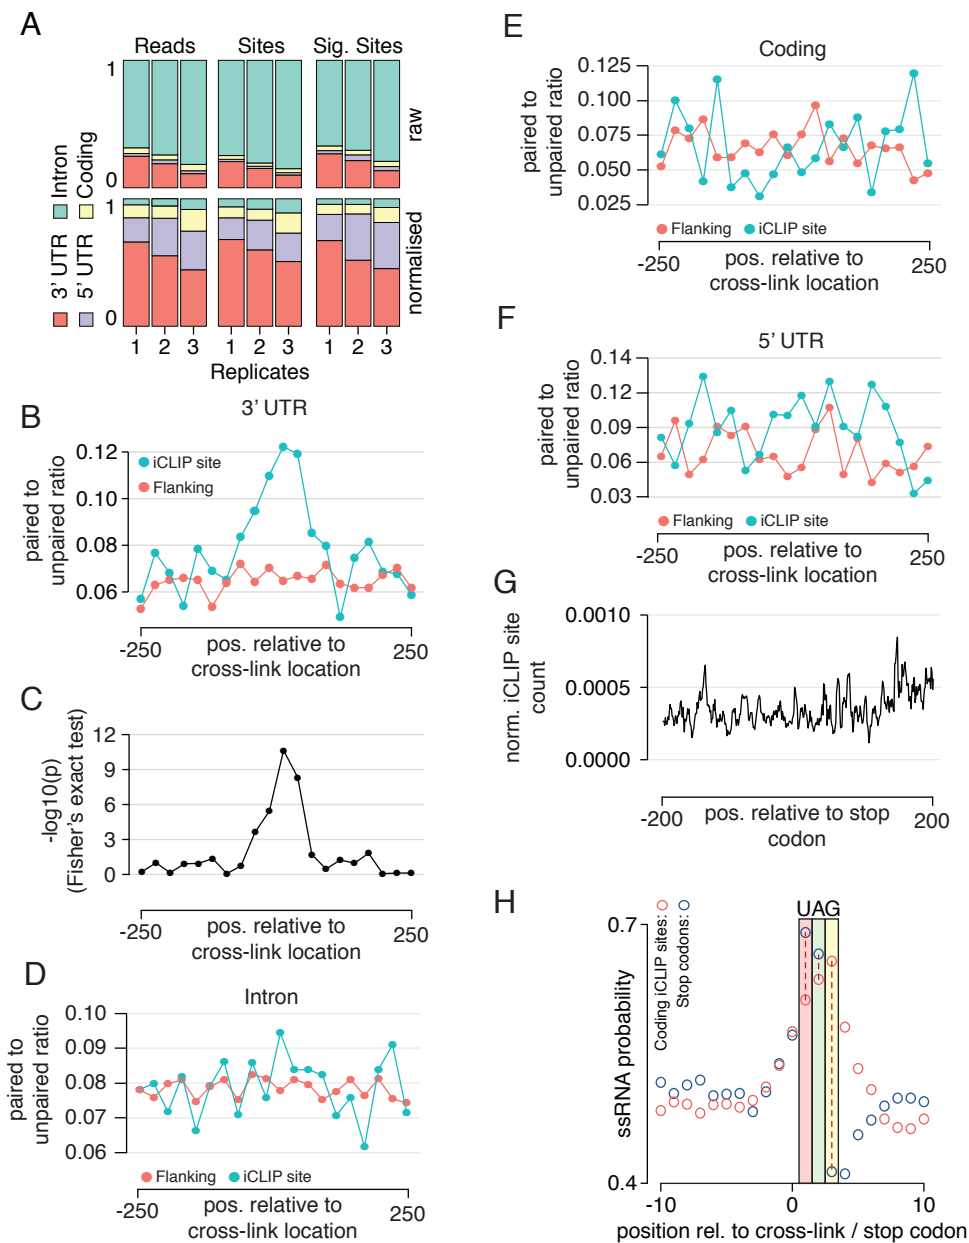 A
Reads
Sites
Sig. Sites
1
0
raw
1
0
normalised
Intron
Coding
3' UTR
5' UTR
1 2 3
1 2 3
1 2 3
Replicates
B
3' UTR
paired to
unpaired ratio
0.12
0.10
0.08
0.06
iCLIP site
Flanking
-250
250
pos. relative to
cross-link location
C
-log10(p)
(Fisher's exact test)
12
9
6
3
0
-250
250
pos. relative to
cross-link location
D
Intron
paired to
unpaired ratio
0.10
0.09
0.08
0.07
0.06
Flanking
iCLIP site
-250
250
pos. relative to
cross-link location
E
Coding
paired to
unpaired ratio
0.125
0.100
0.075
0.050
0.025
Flanking
iCLIP site
-250
250
pos. relative to
cross-link location
F
5' UTR
paired to
unpaired ratio
0.14
0.12
0.09
0.06
0.03
Flanking
iCLIP site
-250
250
pos. relative to
cross-link location
G
norm. iCLIP site
count
0.0010
0.0005
0.0000
-200
200
pos. relative to stop
codon
H
UAG
Coding iCLIP sites:
Stop codons:
ssRNA probability
0.7
0.4
-10
0
10
position rel. to cross-link / stop codon